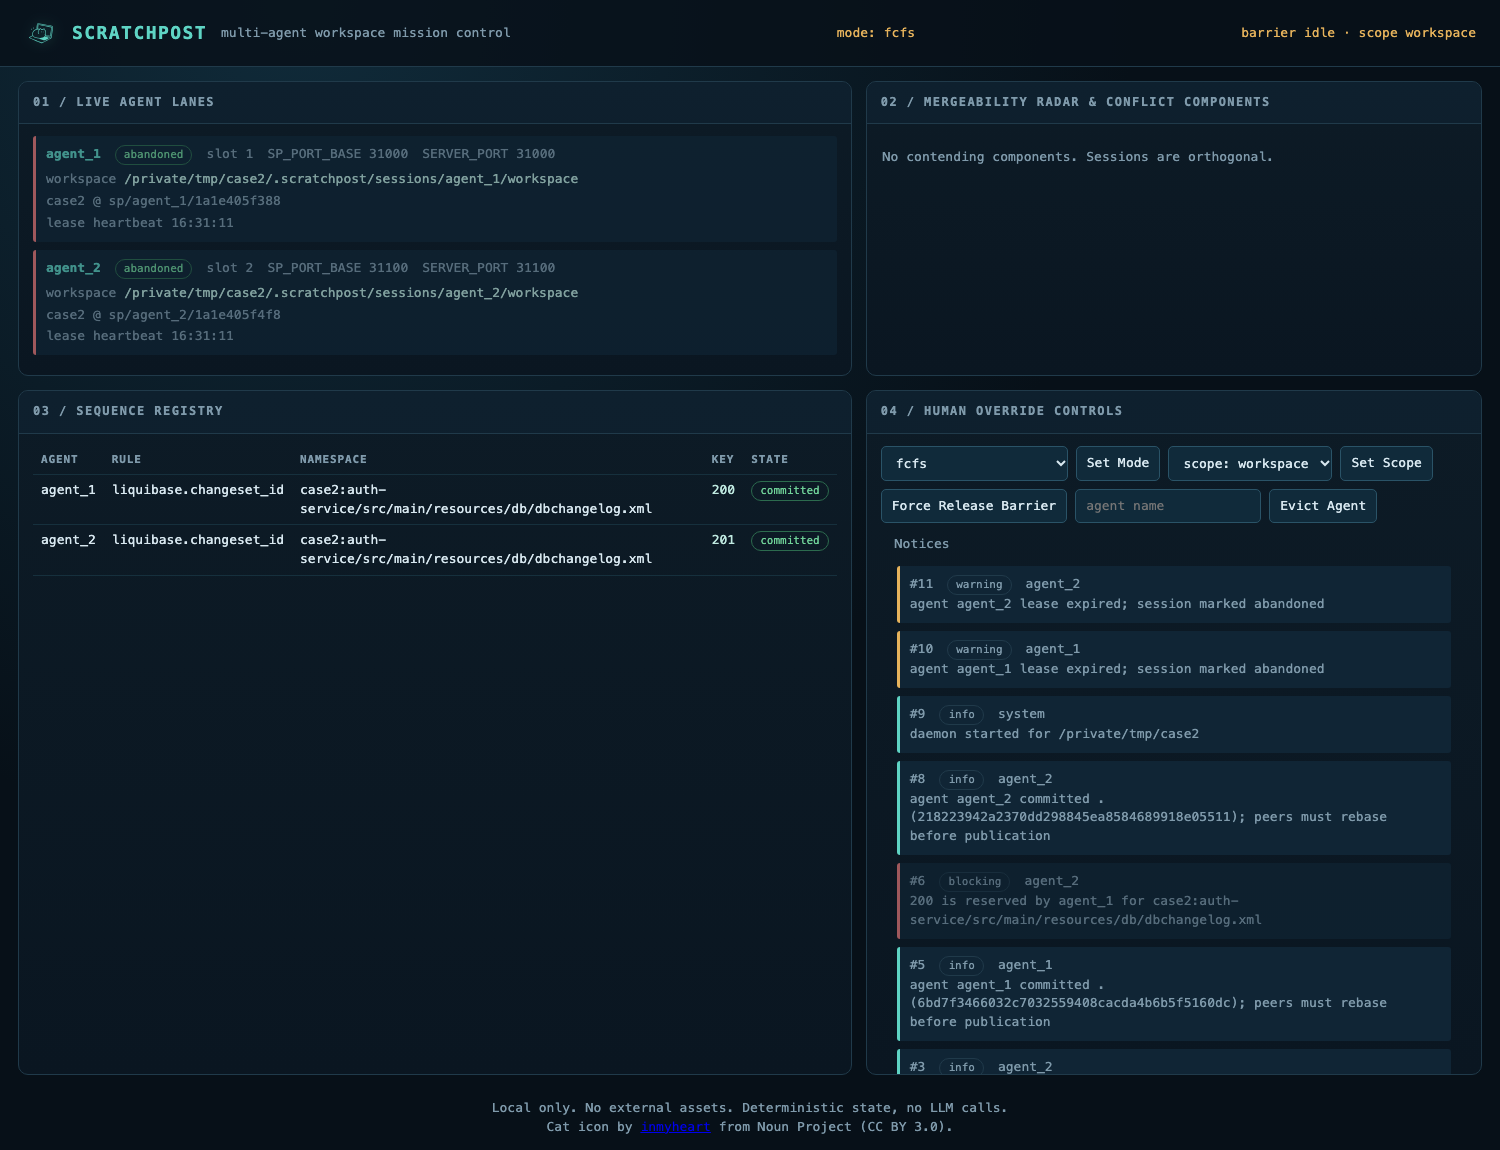 SCRATCHPOST multi-agent workspace mission control mode: fcfs barrier idle · scope workspace
01 / LIVE AGENT LANES
agent_1 abandoned slot 1 SP_PORT_BASE 31000 SERVER_PORT 31000
workspace /private/tmp/case2/.scratchpost/sessions/agent_1/workspace
case2 @ sp/agent_1/1a1e405f388
lease heartbeat 16:31:11
agent_2 abandoned slot 2 SP_PORT_BASE 31100 SERVER_PORT 31100
workspace /private/tmp/case2/.scratchpost/sessions/agent_2/workspace
case2 @ sp/agent_2/1a1e405f4f8
lease heartbeat 16:31:11
02 / MERGEABILITY RADAR & CONFLICT COMPONENTS
No contending components. Sessions are orthogonal.
03 / SEQUENCE REGISTRY
AGENT RULE NAMESPACE KEY STATE
agent_1 liquibase.changeset_id case2:auth- 200 committed
service/src/main/resources/db/dbchangelog.xml
agent_2 liquibase.changeset_id case2:auth- 201 committed
service/src/main/resources/db/dbchangelog.xml
04 / HUMAN OVERRIDE CONTROLS
fcfs Set Mode scope: workspace Set Scope
Force Release Barrier agent name Evict Agent
Notices
#11 warning agent_2
agent agent_2 lease expired; session marked abandoned
#10 warning agent_1
agent agent_1 lease expired; session marked abandoned
#9 info system
daemon started for /private/tmp/case2
#8 info agent_2
agent agent_2 committed .
(218223942a2370dd298845ea8584689918e05511); peers must rebase
before publication
#6 blocking agent_2
200 is reserved by agent_1 for case2:auth-
service/src/main/resources/db/dbchangelog.xml
#5 info agent_1
agent agent_1 committed .
(6bd7f3466032c7032559408cacda4b6b5f5160dc); peers must rebase
before publication
#3 info agent_2
Local only. No external assets. Deterministic state, no LLM calls.
Cat icon by inmyheart from Noun Project (CC BY 3.0).